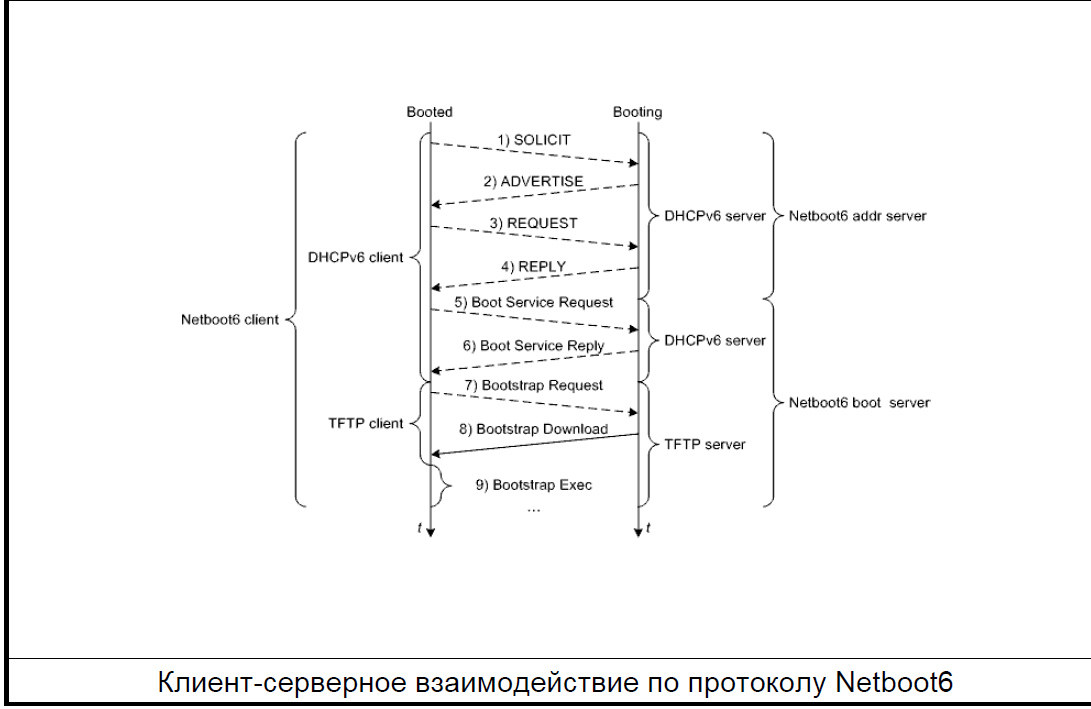 Booted Booting
1) SOLICIT
2) ADVERTISE
DHCPv6 server Netboot6 addr server
3) REQUEST
DHCPv6 client
4) REPLY
5) Boot Service Request
Netboot6 client
DHCPv6 server
6) Boot Service Reply
7) Bootstrap Request
Netboot6 boot server
TFTP client
8) Bootstrap Download
TFTP server
9) Bootstrap Exec
...
t t
Клиент-серверное взаимодействие по протоколу Netboot6